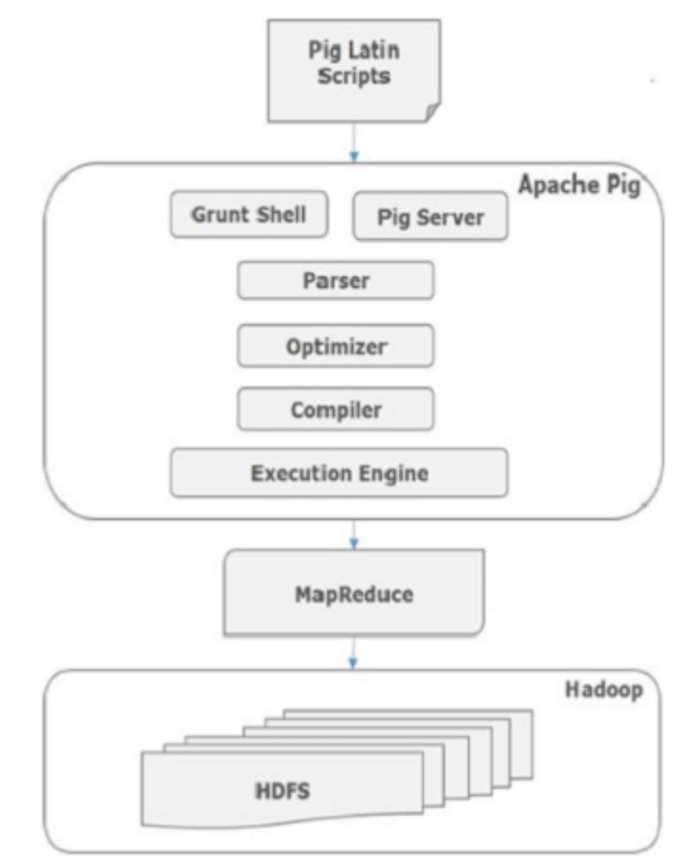 Pig Latin
Scripts
Apache Pig
Grunt Shell
Pig Server
Parser
Optimizer
Compiler
Execution Engine
MapReduce
Hadoop
HDFS